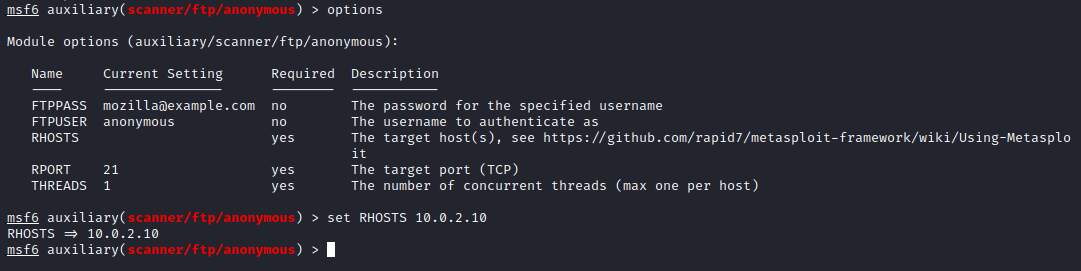 msf6 auxiliary(scanner/ftp/anonymous) > options
Module options (auxiliary/scanner/ftp/anonymous):
Name Current Setting Required Description
---- --------------- -------- -----------
FTPPASS mozilla@example.com no The password for the specified username
FTPUSER anonymous no The username to authenticate as
RHOSTS yes The target host(s), see https://github.com/rapid7/metasploit-framework/wiki/Using-Metasplo
it
RPORT 21 yes The target port (TCP)
THREADS 1 yes The number of concurrent threads (max one per host)
msf6 auxiliary(scanner/ftp/anonymous) > set RHOSTS 10.0.2.10
RHOSTS => 10.0.2.10
msf6 auxiliary(scanner/ftp/anonymous) >